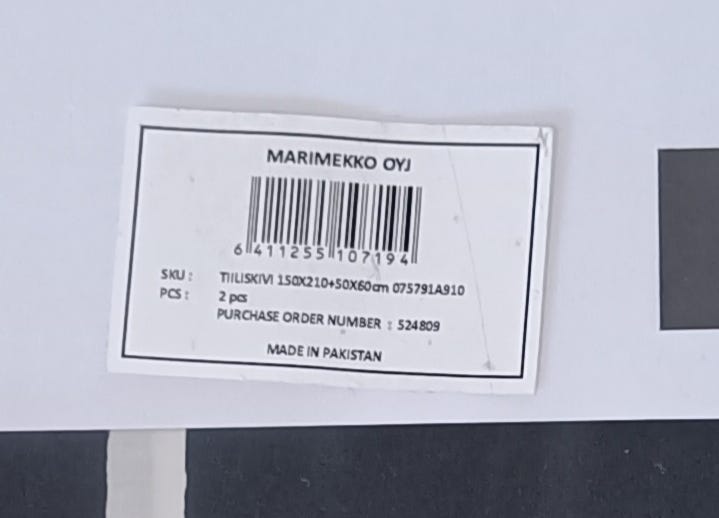 MARIMEKKO OYJ
6 411255 107194
SKU : TIILISKIVI 150X210+50X60cm 075791A910
PCS : 2 pcs
PURCHASE ORDER NUMBER : 524809
MADE IN PAKISTAN